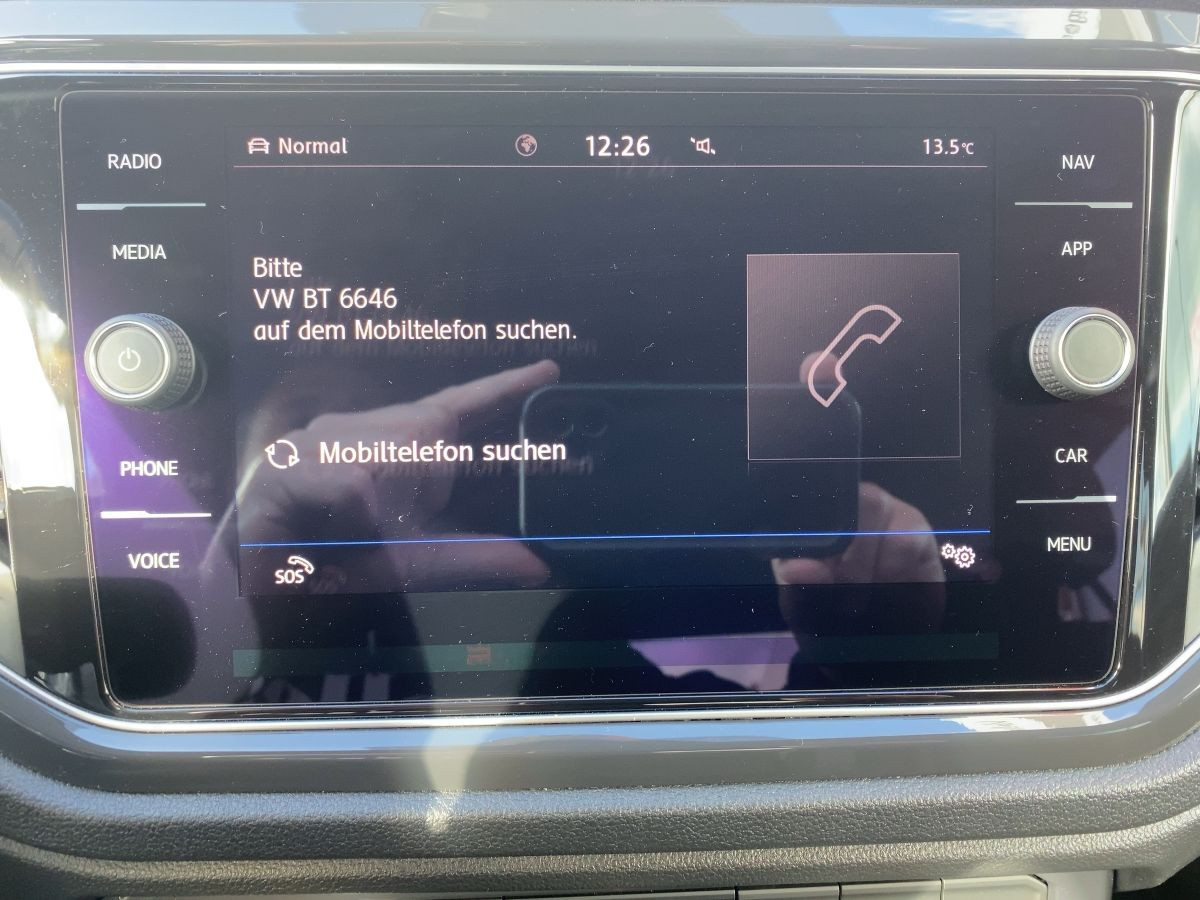 RADIO
MEDIA
PHONE
VOICE
Normal
12:26
13.5°C
Bitte
VW BT 6646
auf dem Mobiltelefon suchen.
Mobiltelefon suchen
SOS
NAV
APP
CAR
MENU